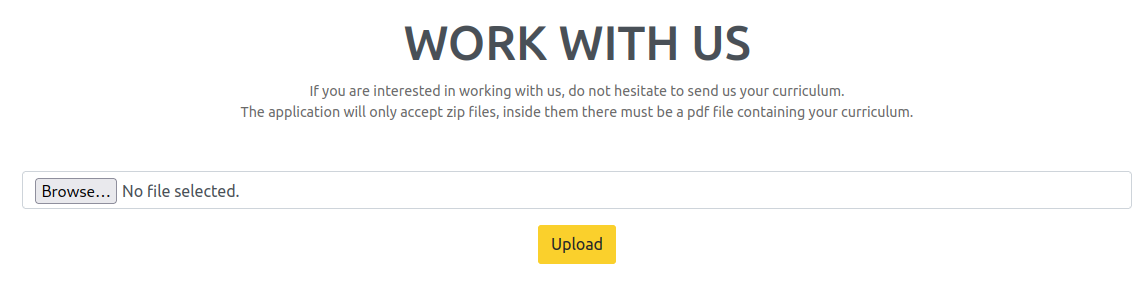 WORK WITH US
If you are interested in working with us, do not hesitate to send us your curriculum.
The application will only accept zip files, inside them there must be a pdf file containing your curriculum.
Browse… No file selected.
Upload